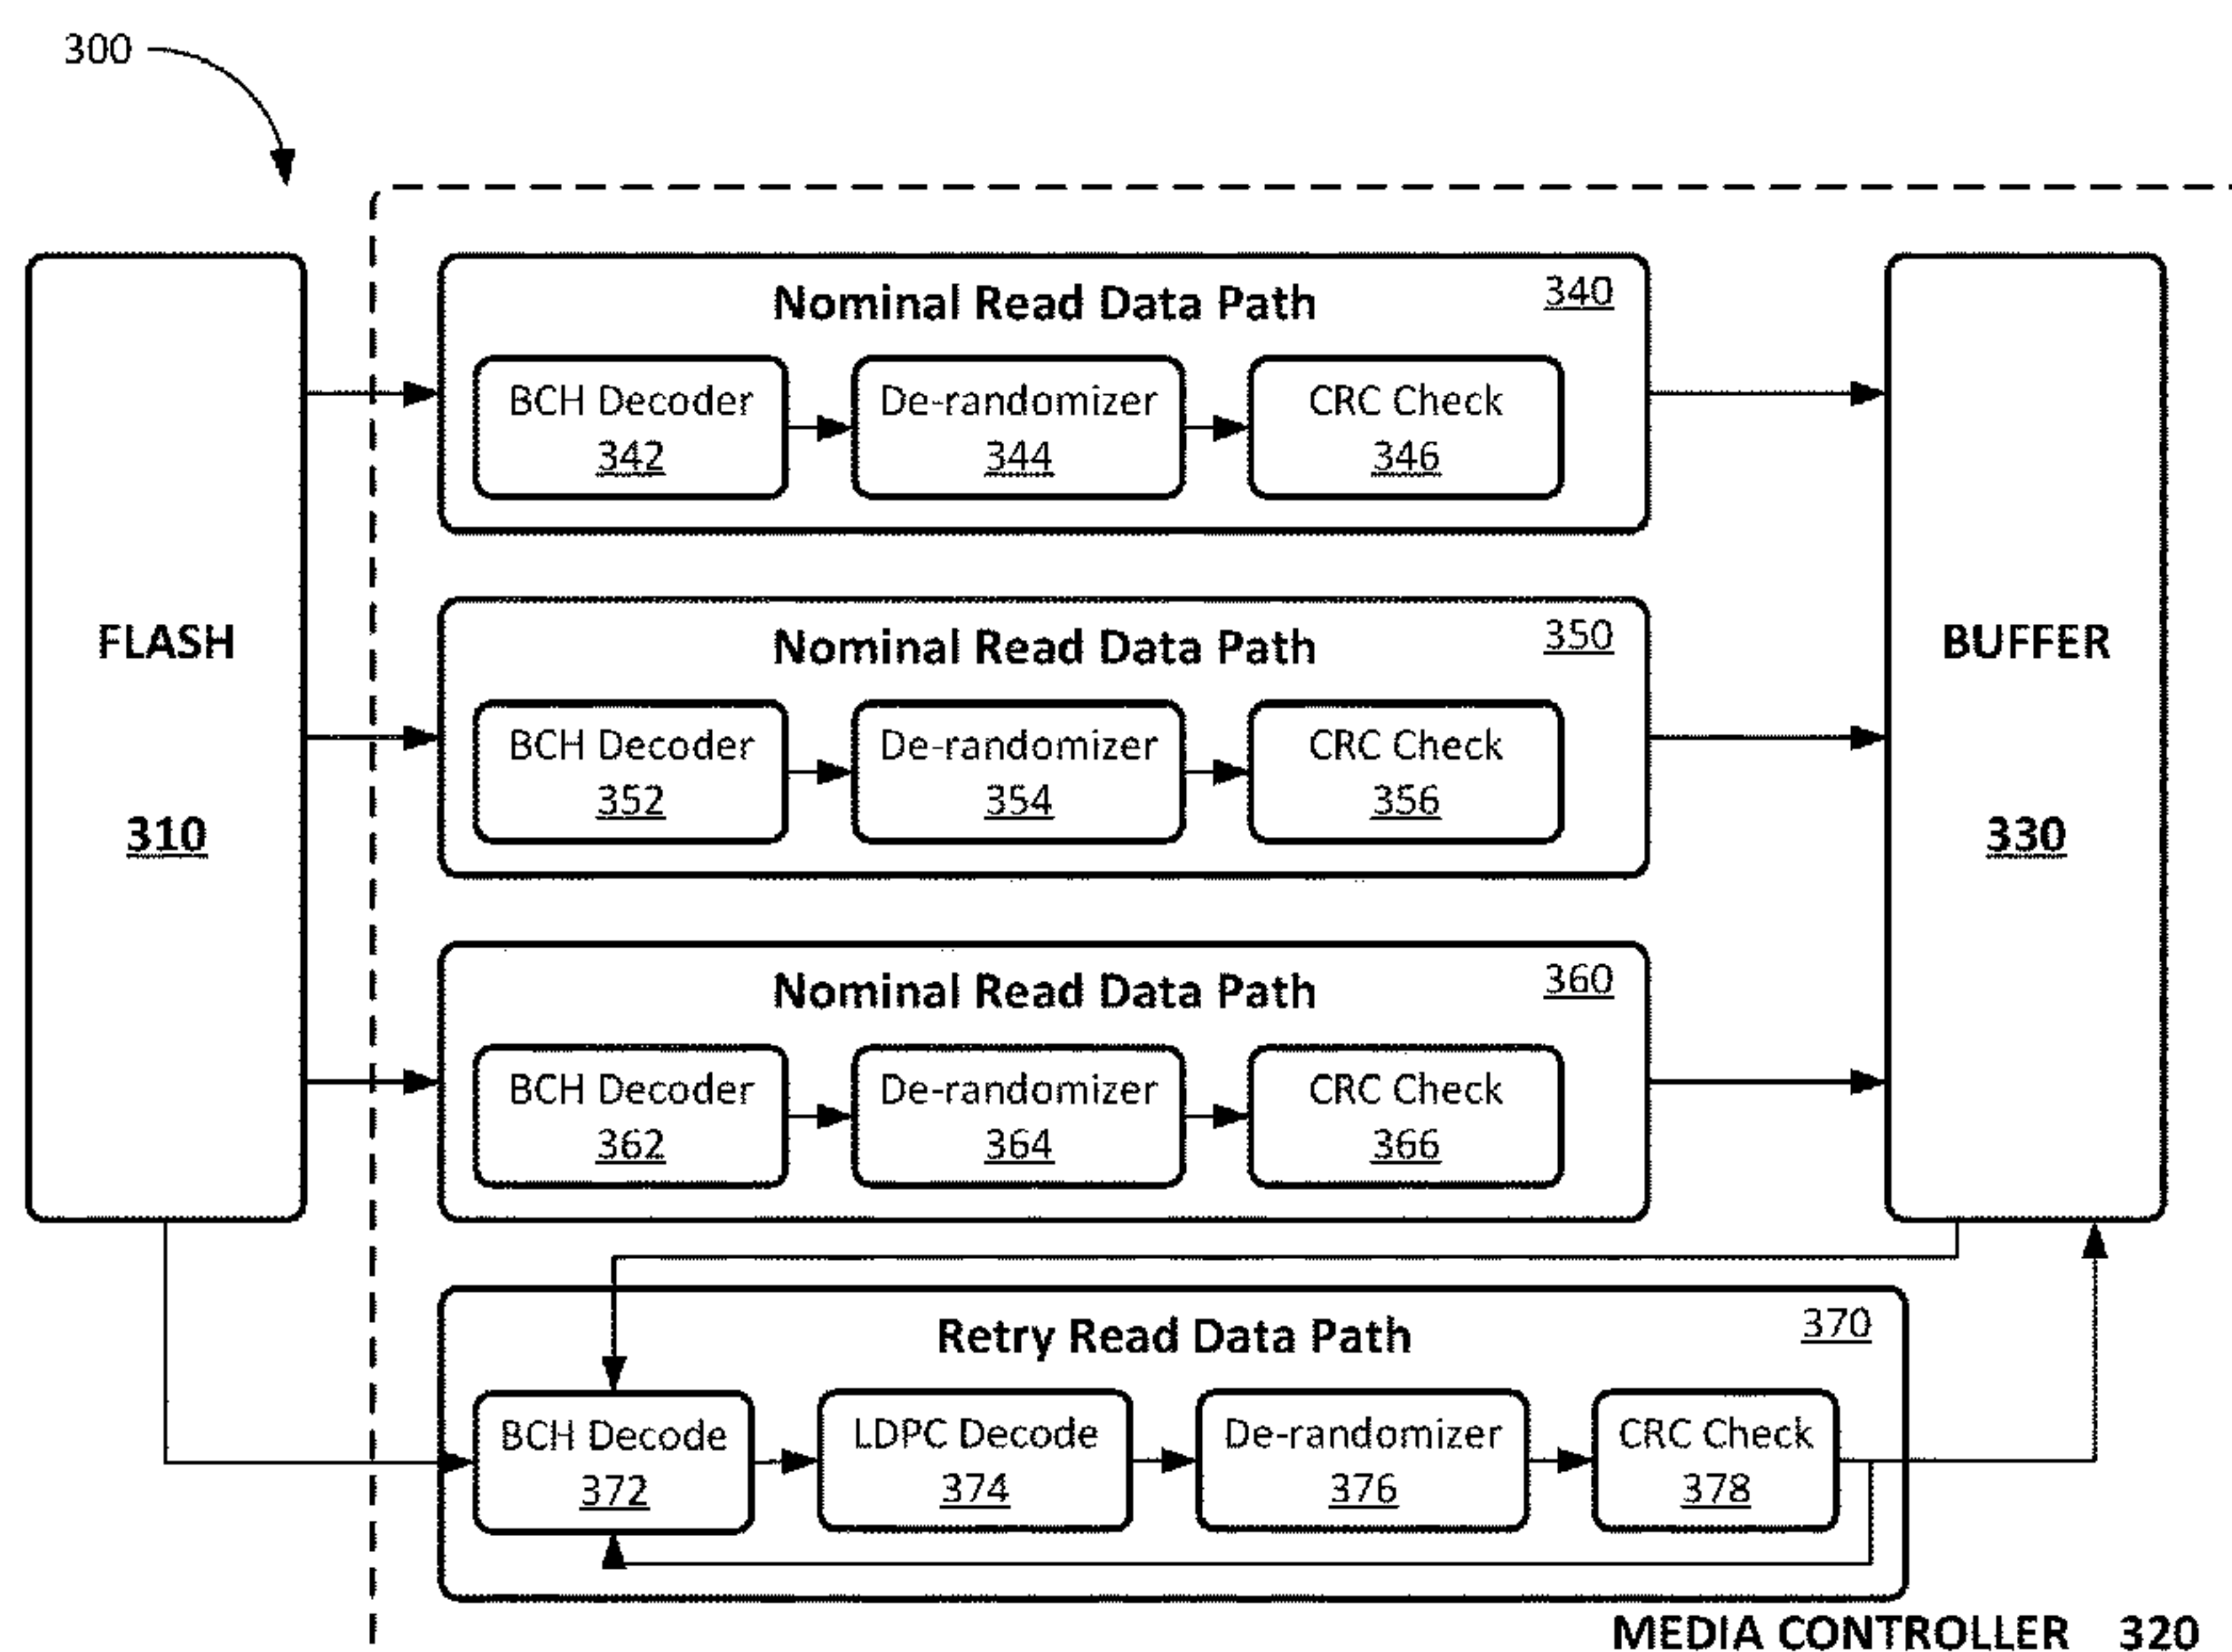 300
FLASH
310
Nominal Read Data Path 340
BCH Decoder
342
De-randomizer
344
CRC Check
346
Nominal Read Data Path 350
BCH Decoder
352
De-randomizer
354
CRC Check
356
Nominal Read Data Path 360
BCH Decoder
362
De-randomizer
364
CRC Check
366
BUFFER
330
Retry Read Data Path 370
BCH Decode
372
LDPC Decode
374
De-randomizer
376
CRC Check
378
MEDIA CONTROLLER 320